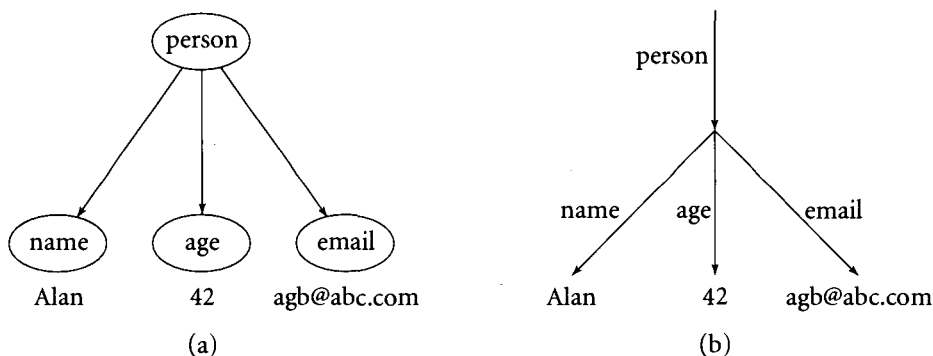 person
name age email
Alan 42 agb@abc.com
(a)
person
name age email
Alan 42 agb@abc.com
(b)